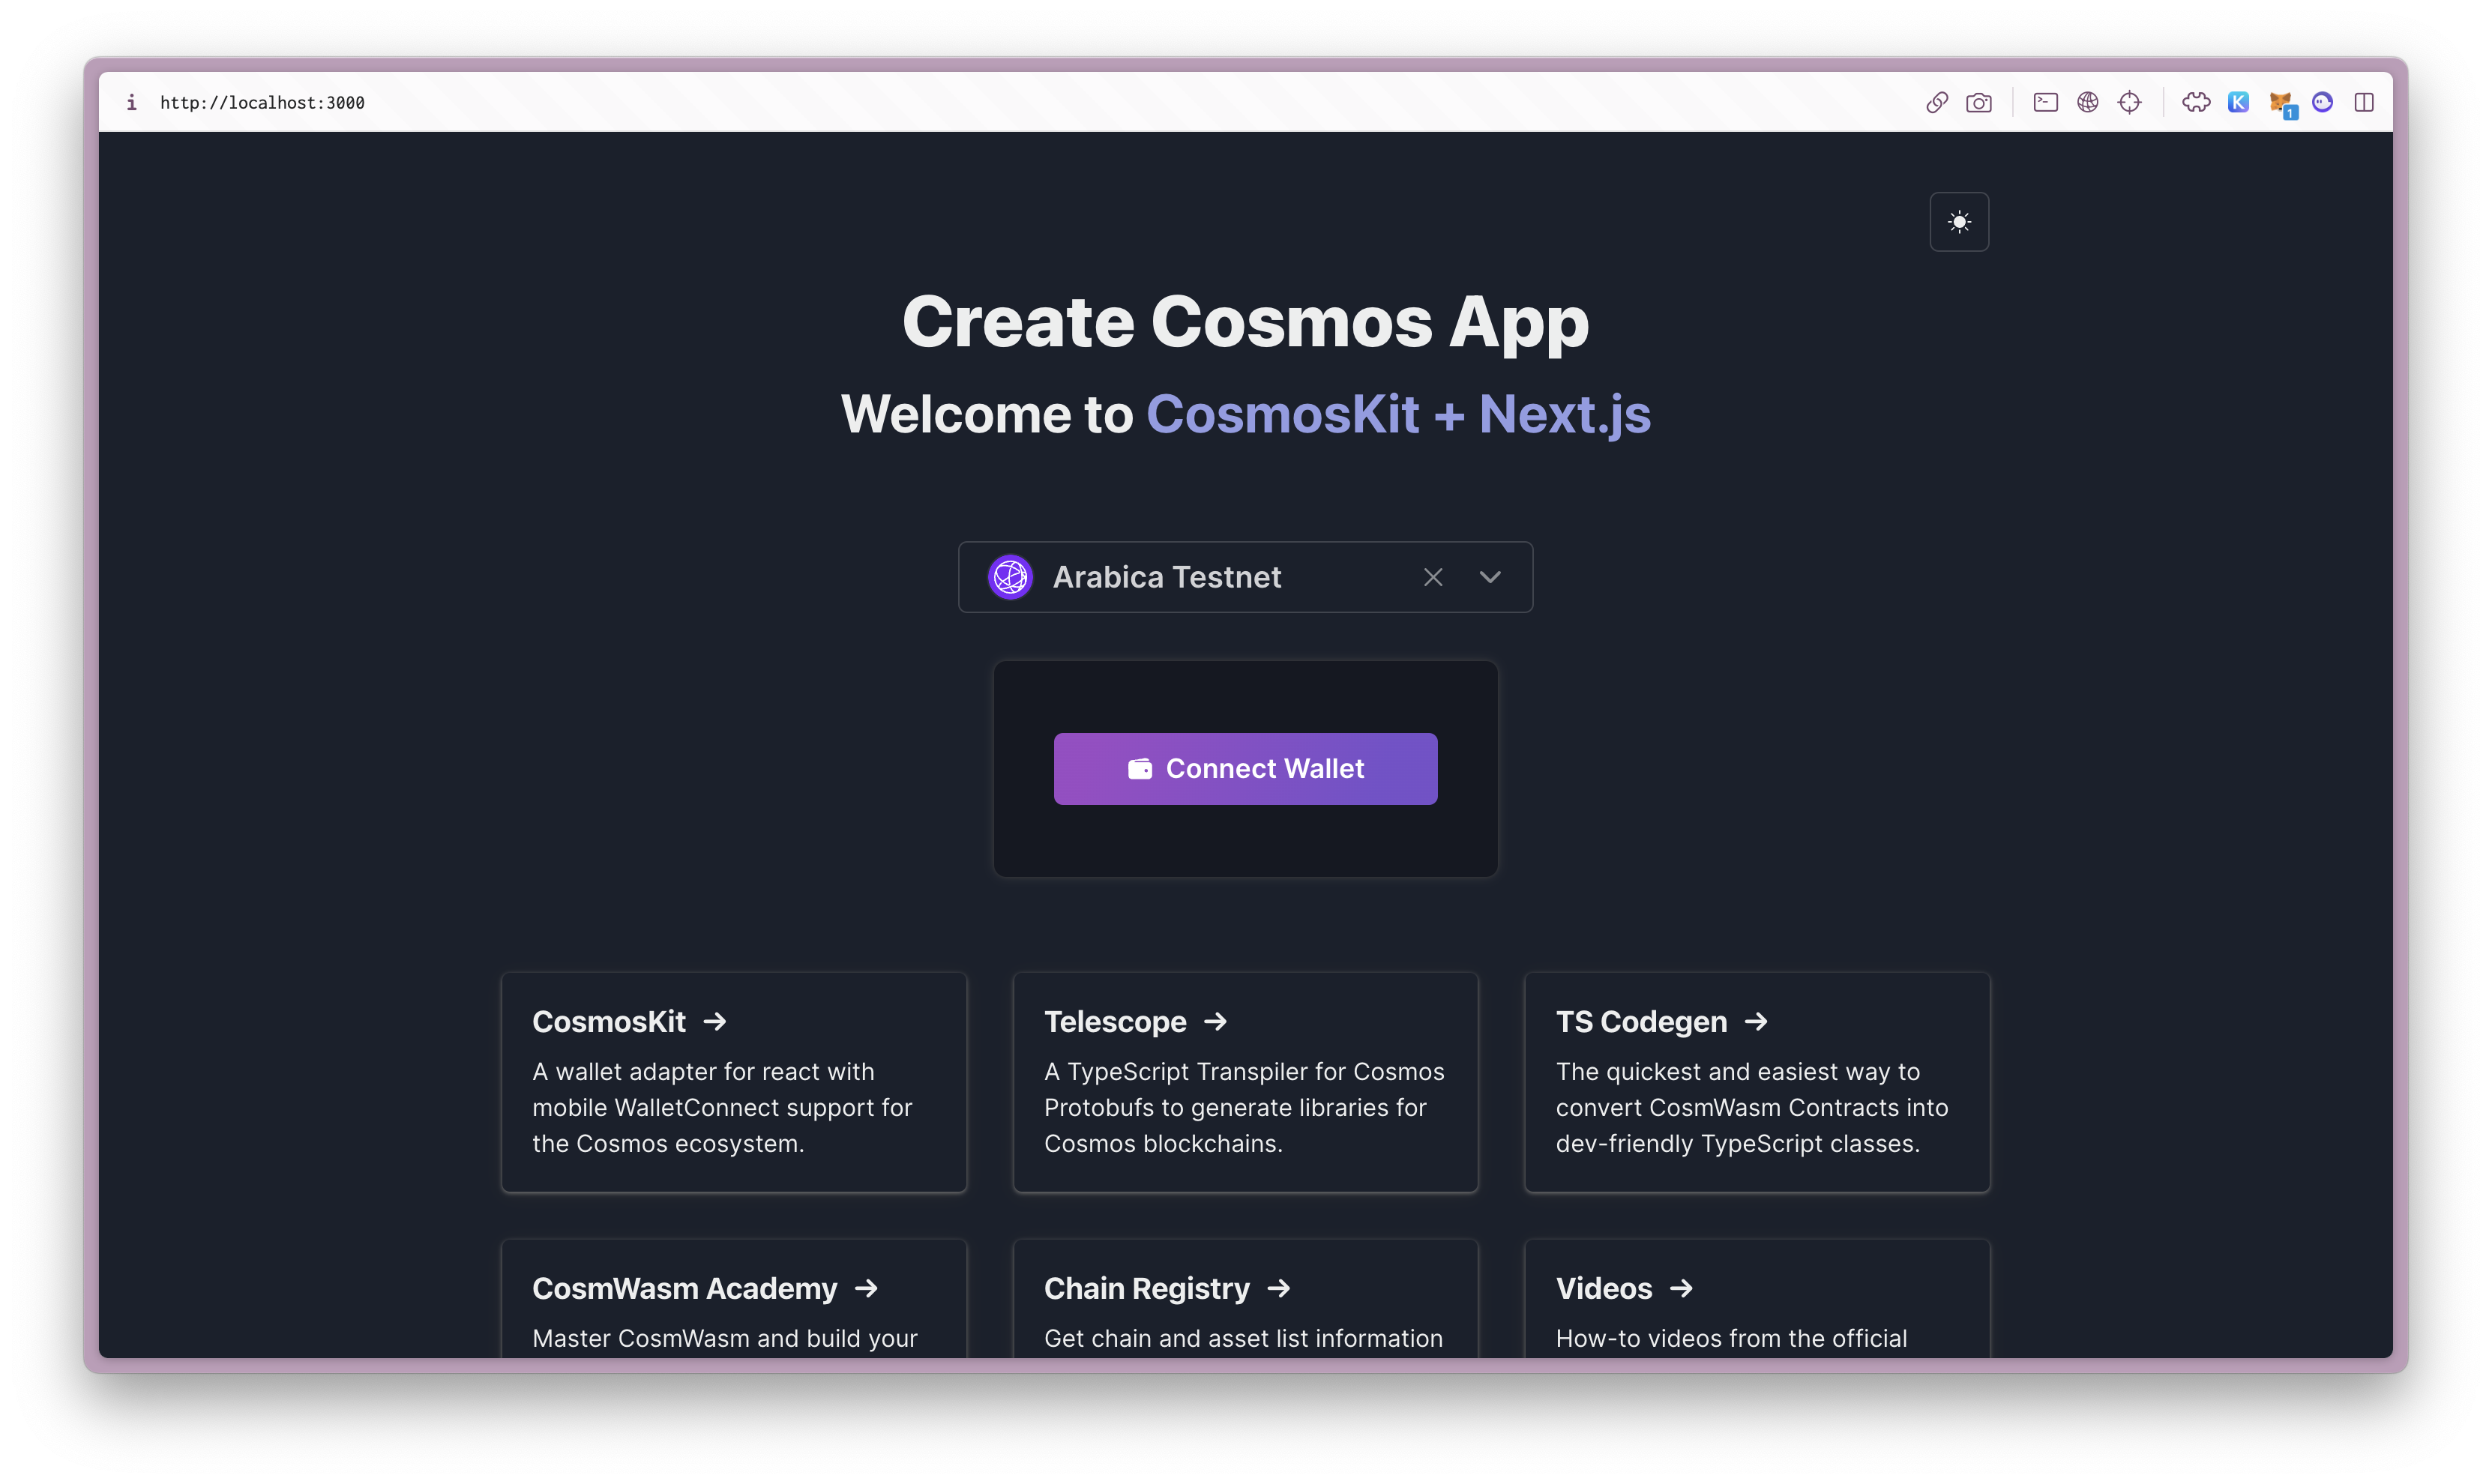 http://localhost:3000
1
Create Cosmos App
Welcome to CosmosKit + Next.js
Arabica Testnet
Connect Wallet
CosmosKit →
A wallet adapter for react with
mobile WalletConnect support for
the Cosmos ecosystem.
Telescope →
A TypeScript Transpiler for Cosmos
Protobufs to generate libraries for
Cosmos blockchains.
TS Codegen →
The quickest and easiest way to
convert CosmWasm Contracts into
dev-friendly TypeScript classes.
CosmWasm Academy →
Master CosmWasm and build your
Chain Registry →
Get chain and asset list information
Videos →
How-to videos from the official